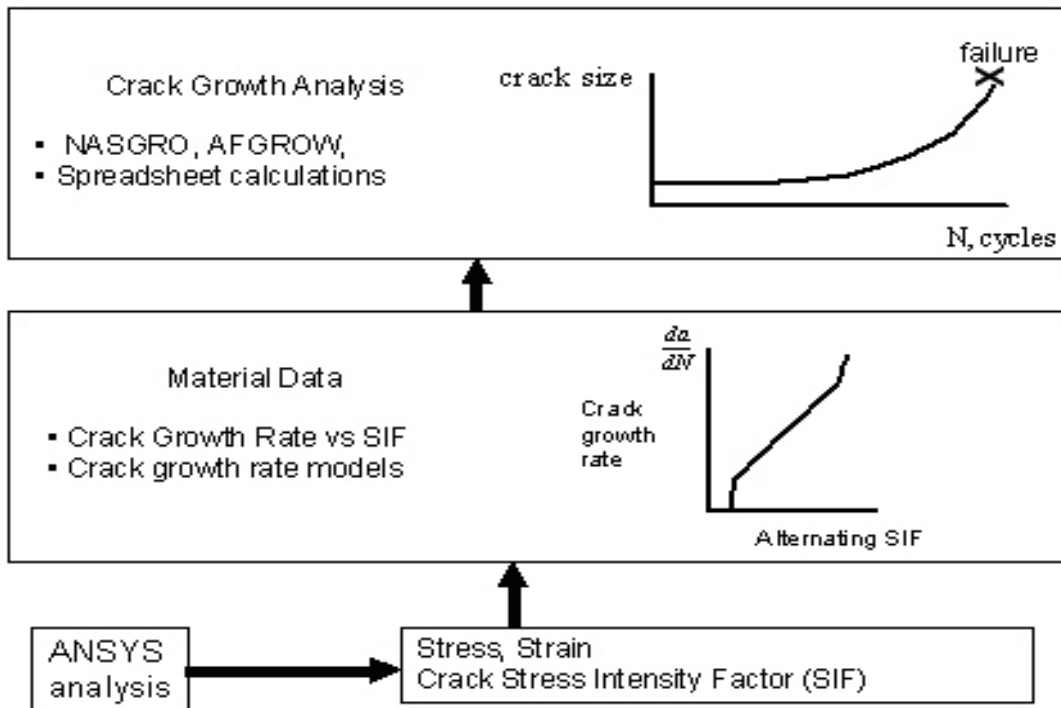 Crack Growth Analysis
▪ NASGRO, AFGROW,
▪ Spreadsheet calculations
failure
crack size
N, cycles
Material Data
▪ Crack Growth Rate vs SIF
▪ Crack growth rate models
da
dN
Crack
growth
rate
Alternating SIF
ANSYS
analysis
Stress, Strain
Crack Stress Intensity Factor (SIF)